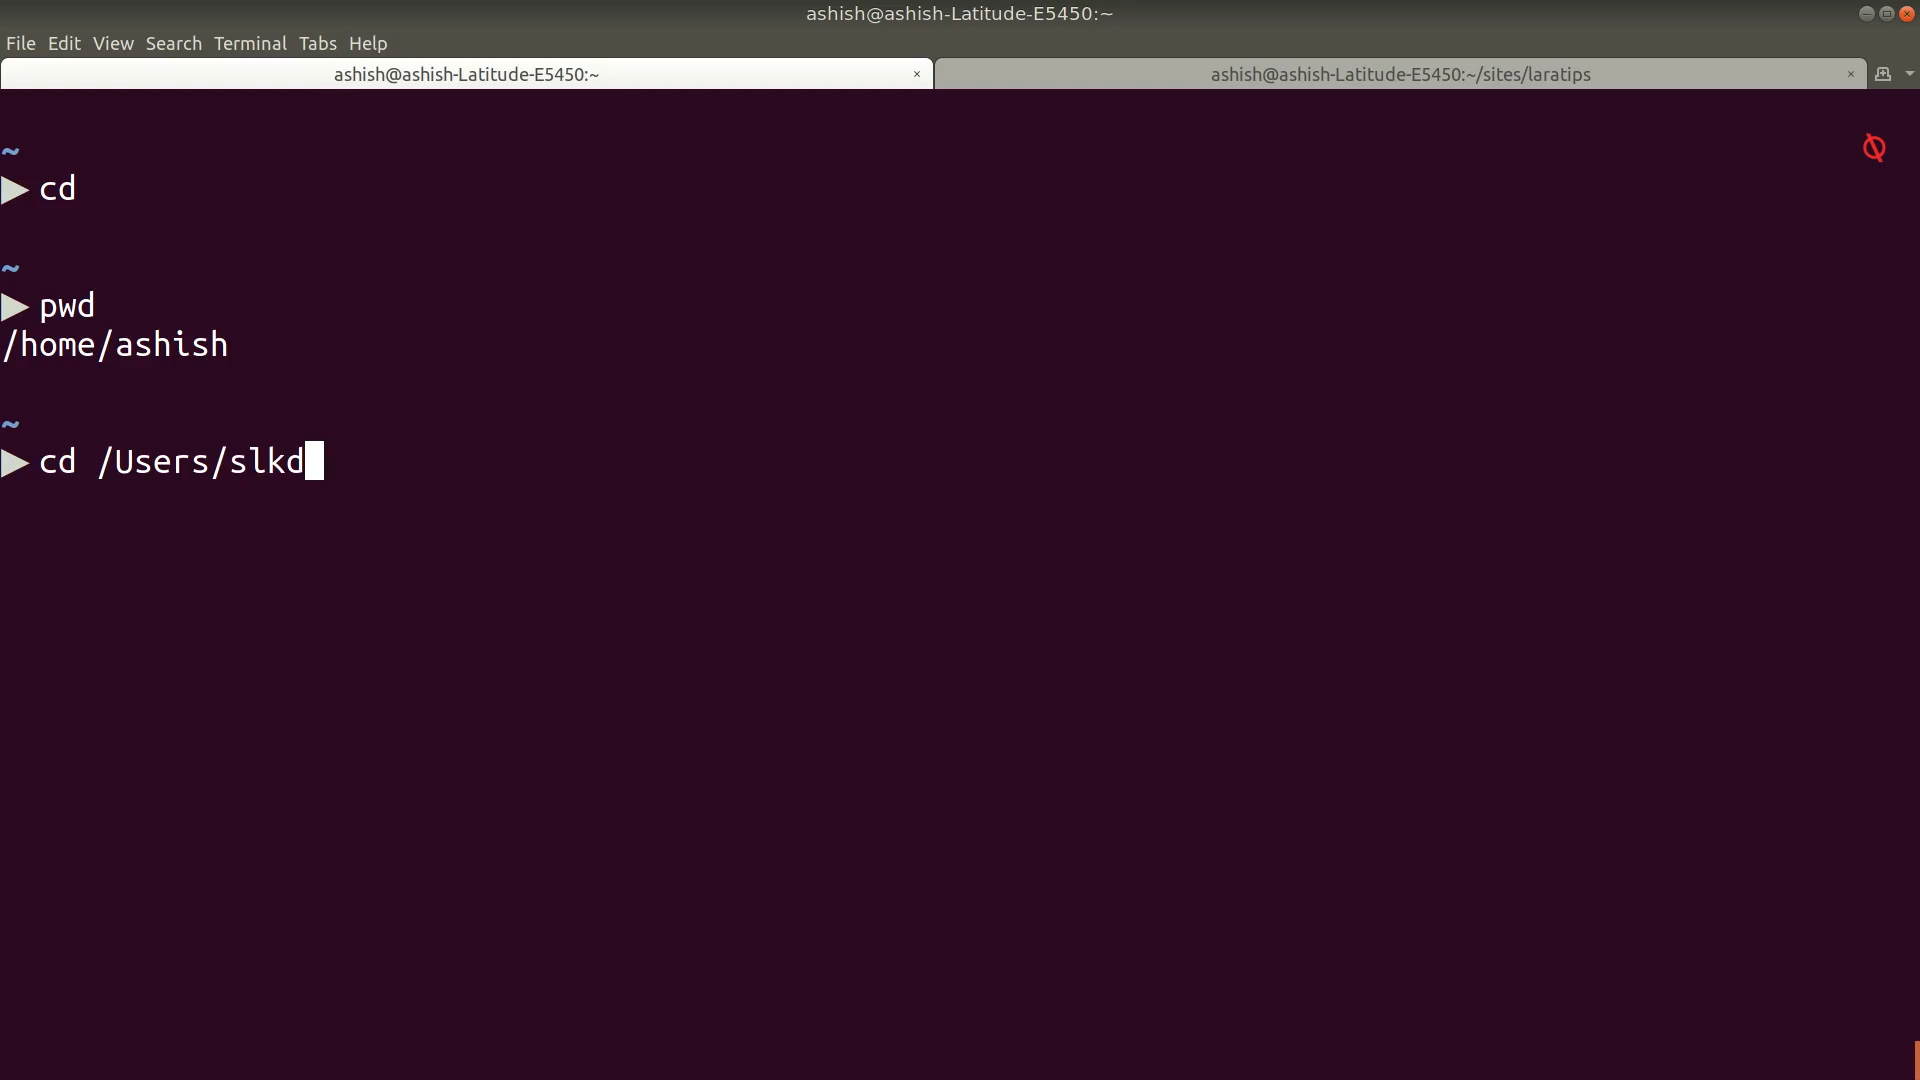 ashish@ashish-Latitude-E5450:~
File Edit View Search Terminal Tabs Help
ashish@ashish-Latitude-E5450:~ × ashish@ashish-Latitude-E5450:~/sites/laratips ×
~
▶ cd
~
▶ pwd
/home/ashish
~
▶ cd /Users/slkd